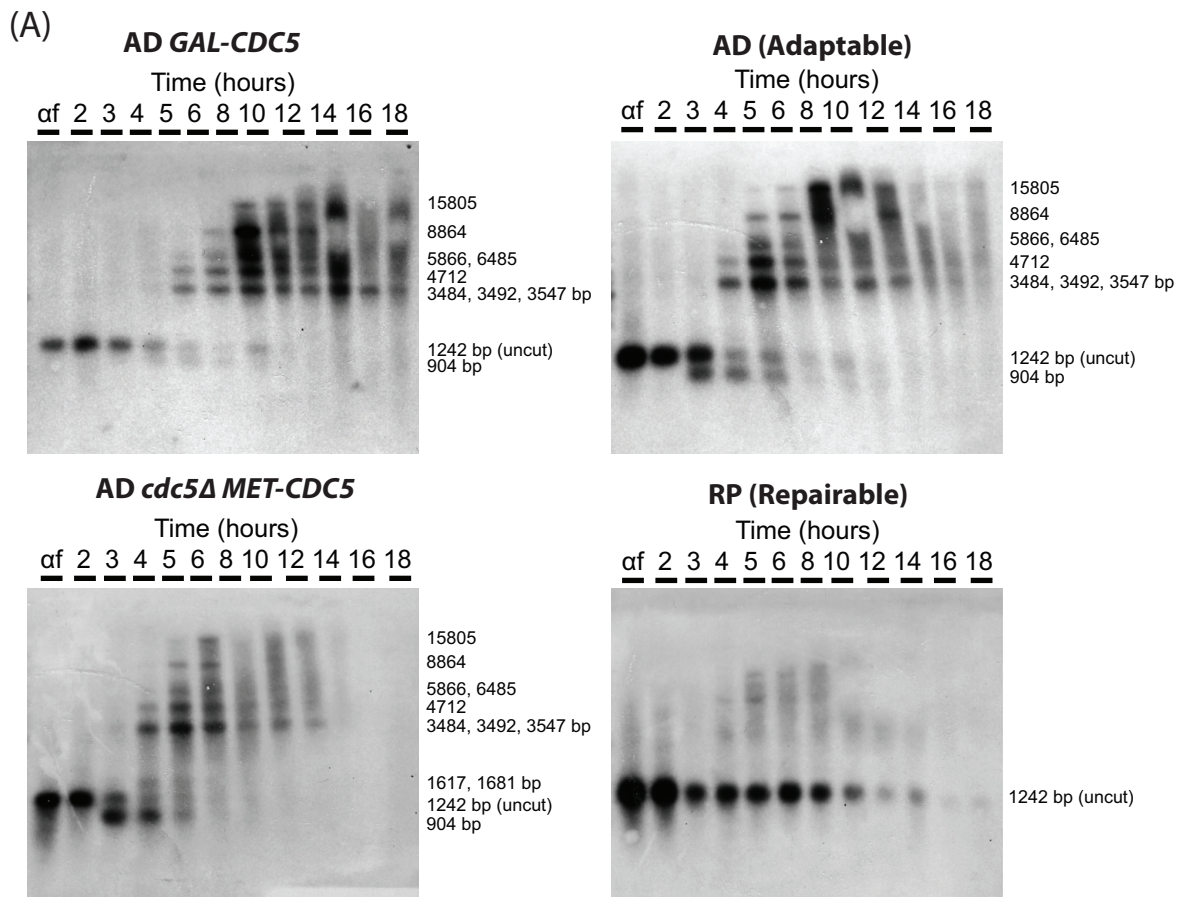 (A)
AD GAL-CDC5
Time (hours)
αf 2 3 4 5 6 8 10 12 14 16 18
15805
8864
5866, 6485
4712
3484, 3492, 3547 bp
1242 bp (uncut)
904 bp
AD (Adaptable)
Time (hours)
αf 2 3 4 5 6 8 10 12 14 16 18
15805
8864
5866, 6485
4712
3484, 3492, 3547 bp
1242 bp (uncut)
904 bp
AD cdc5Δ MET-CDC5
Time (hours)
αf 2 3 4 5 6 8 10 12 14 16 18
15805
8864
5866, 6485
4712
3484, 3492, 3547 bp
1617, 1681 bp
1242 bp (uncut)
904 bp
RP (Repairable)
Time (hours)
αf 2 3 4 5 6 8 10 12 14 16 18
1242 bp (uncut)